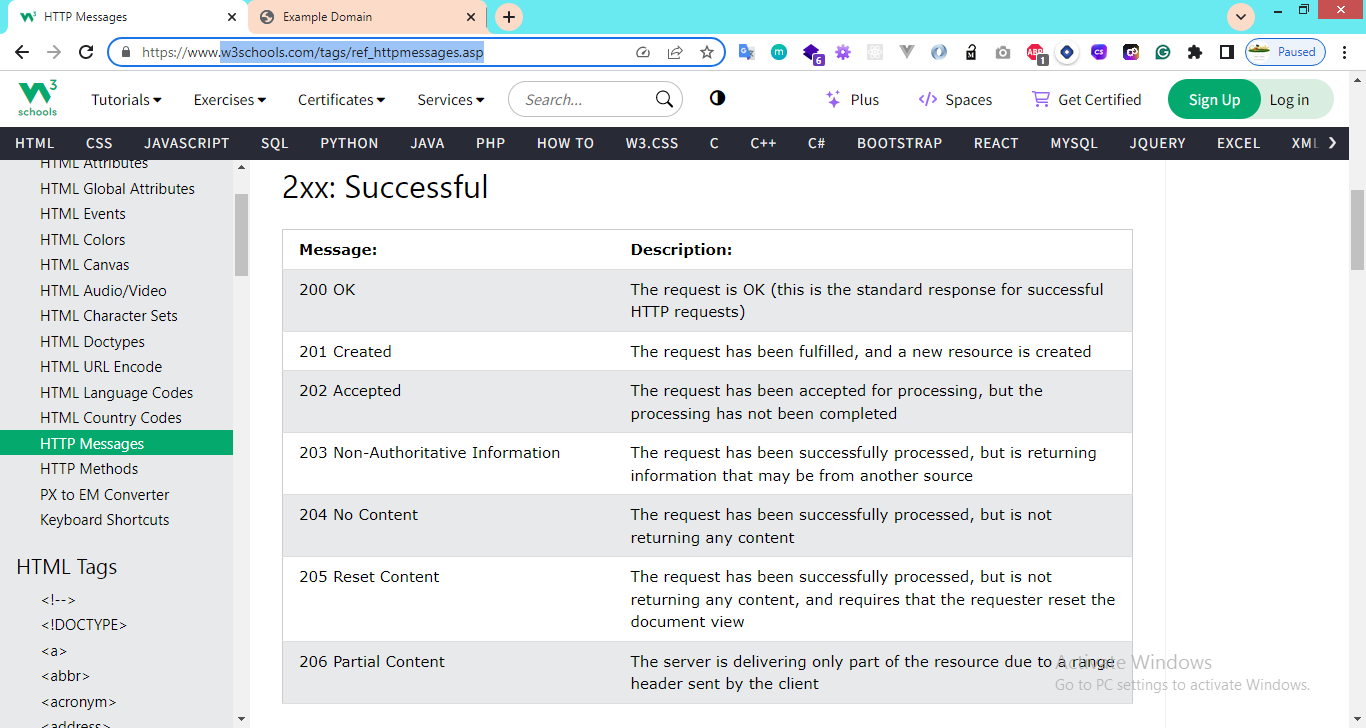 HTTP Messages
Example Domain
https://www.w3schools.com/tags/ref_httpmessages.asp
6
ABP
1
CS
Paused
W3
schools
Tutorials
Exercises
Certificates
Services
Search...
Plus
Spaces
Get Certified
Sign Up
Log in
HTML CSS JAVASCRIPT SQL PYTHON JAVA PHP HOW TO W3.CSS C C++ C# BOOTSTRAP REACT MYSQL JQUERY EXCEL XML
HTML Attributes
HTML Global Attributes
HTML Events
HTML Colors
HTML Canvas
HTML Audio/Video
HTML Character Sets
HTML Doctypes
HTML URL Encode
HTML Language Codes
HTML Country Codes
HTTP Messages
HTTP Methods
PX to EM Converter
Keyboard Shortcuts
HTML Tags
<!-->
<!DOCTYPE>
<a>
<abbr>
<acronym>
<address>
2xx: Successful
Message: Description:
200 OK The request is OK (this is the standard response for successful
HTTP requests)
201 Created The request has been fulfilled, and a new resource is created
202 Accepted The request has been accepted for processing, but the
processing has not been completed
203 Non-Authoritative Information The request has been successfully processed, but is returning
information that may be from another source
204 No Content The request has been successfully processed, but is not
returning any content
205 Reset Content The request has been successfully processed, but is not
returning any content, and requires that the requester reset the
document view
206 Partial Content The server is delivering only part of the resource due to a range
header sent by the client
Activate Windows
Go to PC settings to activate Windows.